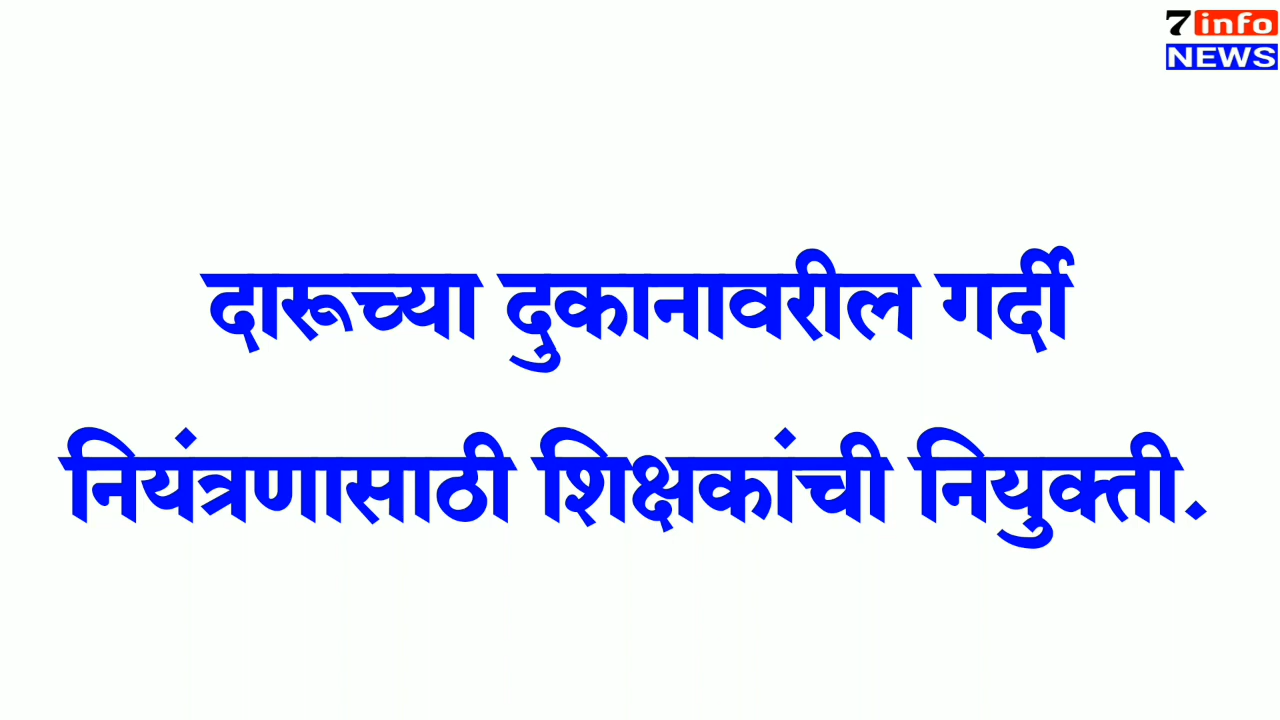 7 info
NEWS
दारूच्या दुकानावरील गर्दी
नियंत्रणासाठी शिक्षकांची नियुक्ती.